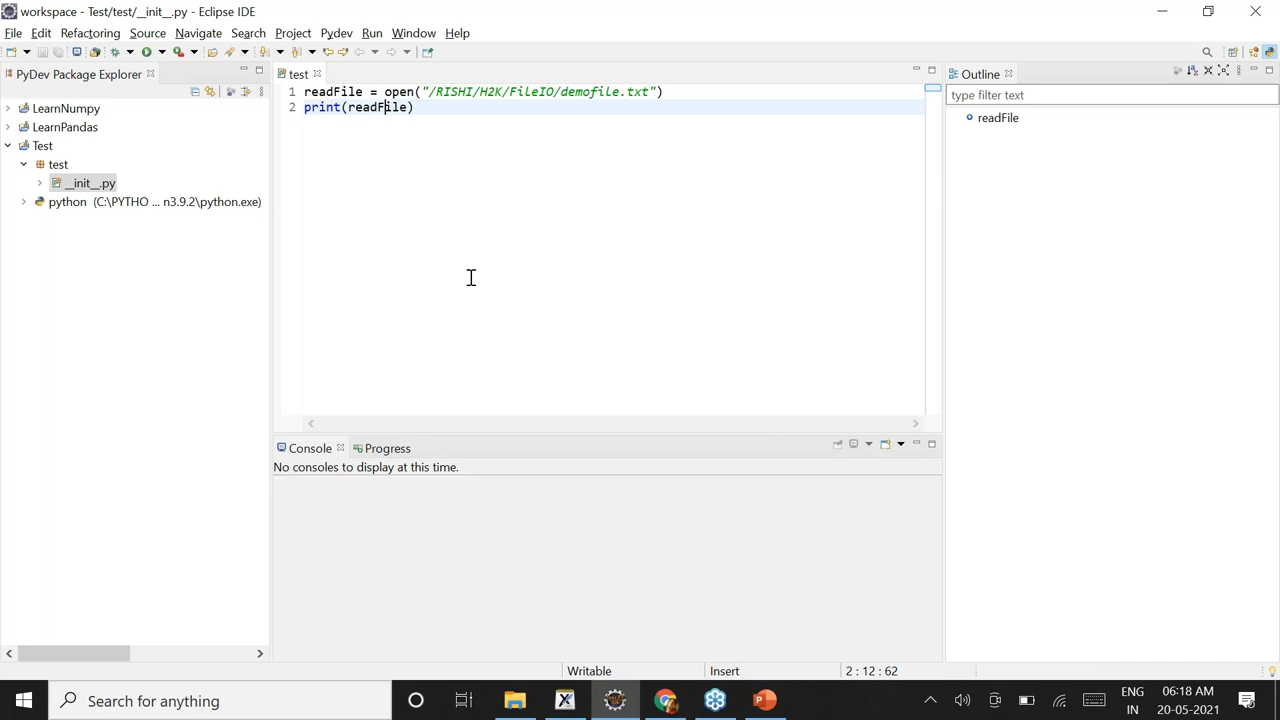 workspace - Test/test/__init__.py - Eclipse IDE
File Edit Refactoring Source Navigate Search Project Pydev Run Window Help
PyDev Package Explorer
LearnNumpy
LearnPandas
Test
test
__init__.py
python (C:\PYTHO ... n3.9.2\python.exe)
test
1 readFile = open("/RISHI/H2K/FileIO/demofile.txt")
2 print(readFile)
Outline
type filter text
readFile
Console Progress
No consoles to display at this time.
Writable Insert 2 : 12 : 62
Search for anything
ENG
IN
06:18 AM
20-05-2021